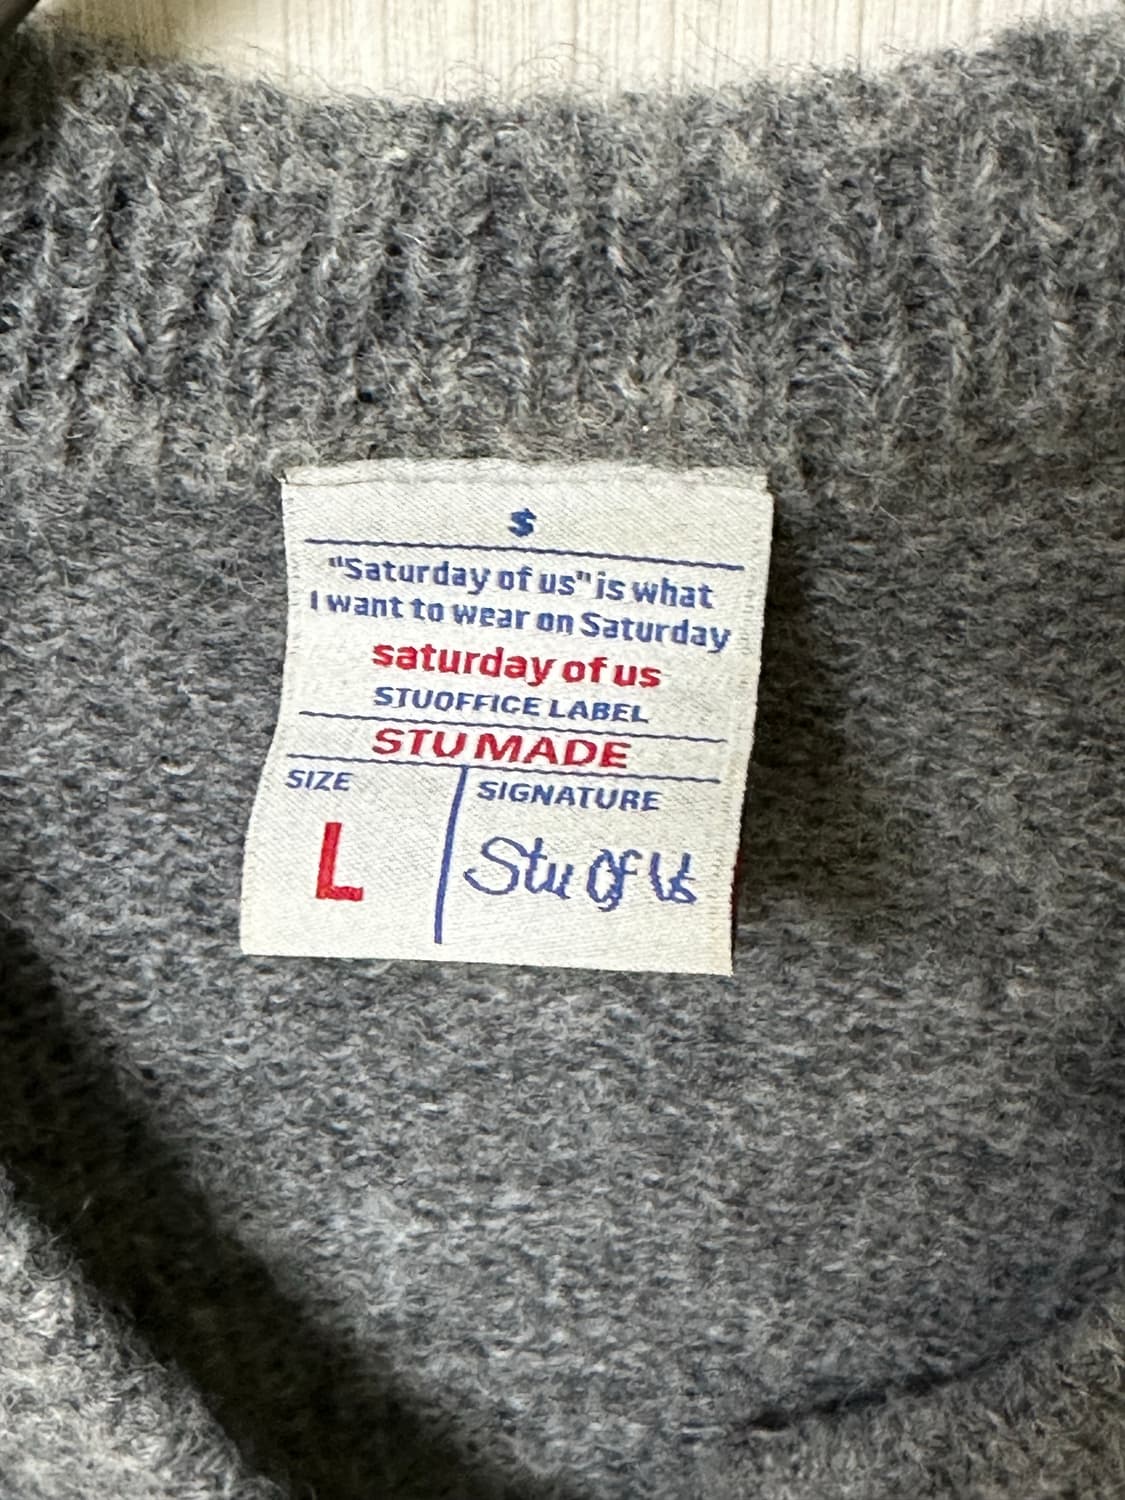 $
"Saturday of us" is what
I want to wear on Saturday
saturday of us
STUOFFICE LABEL
STU MADE
SIZE
L
SIGNATURE
Stu Of Us